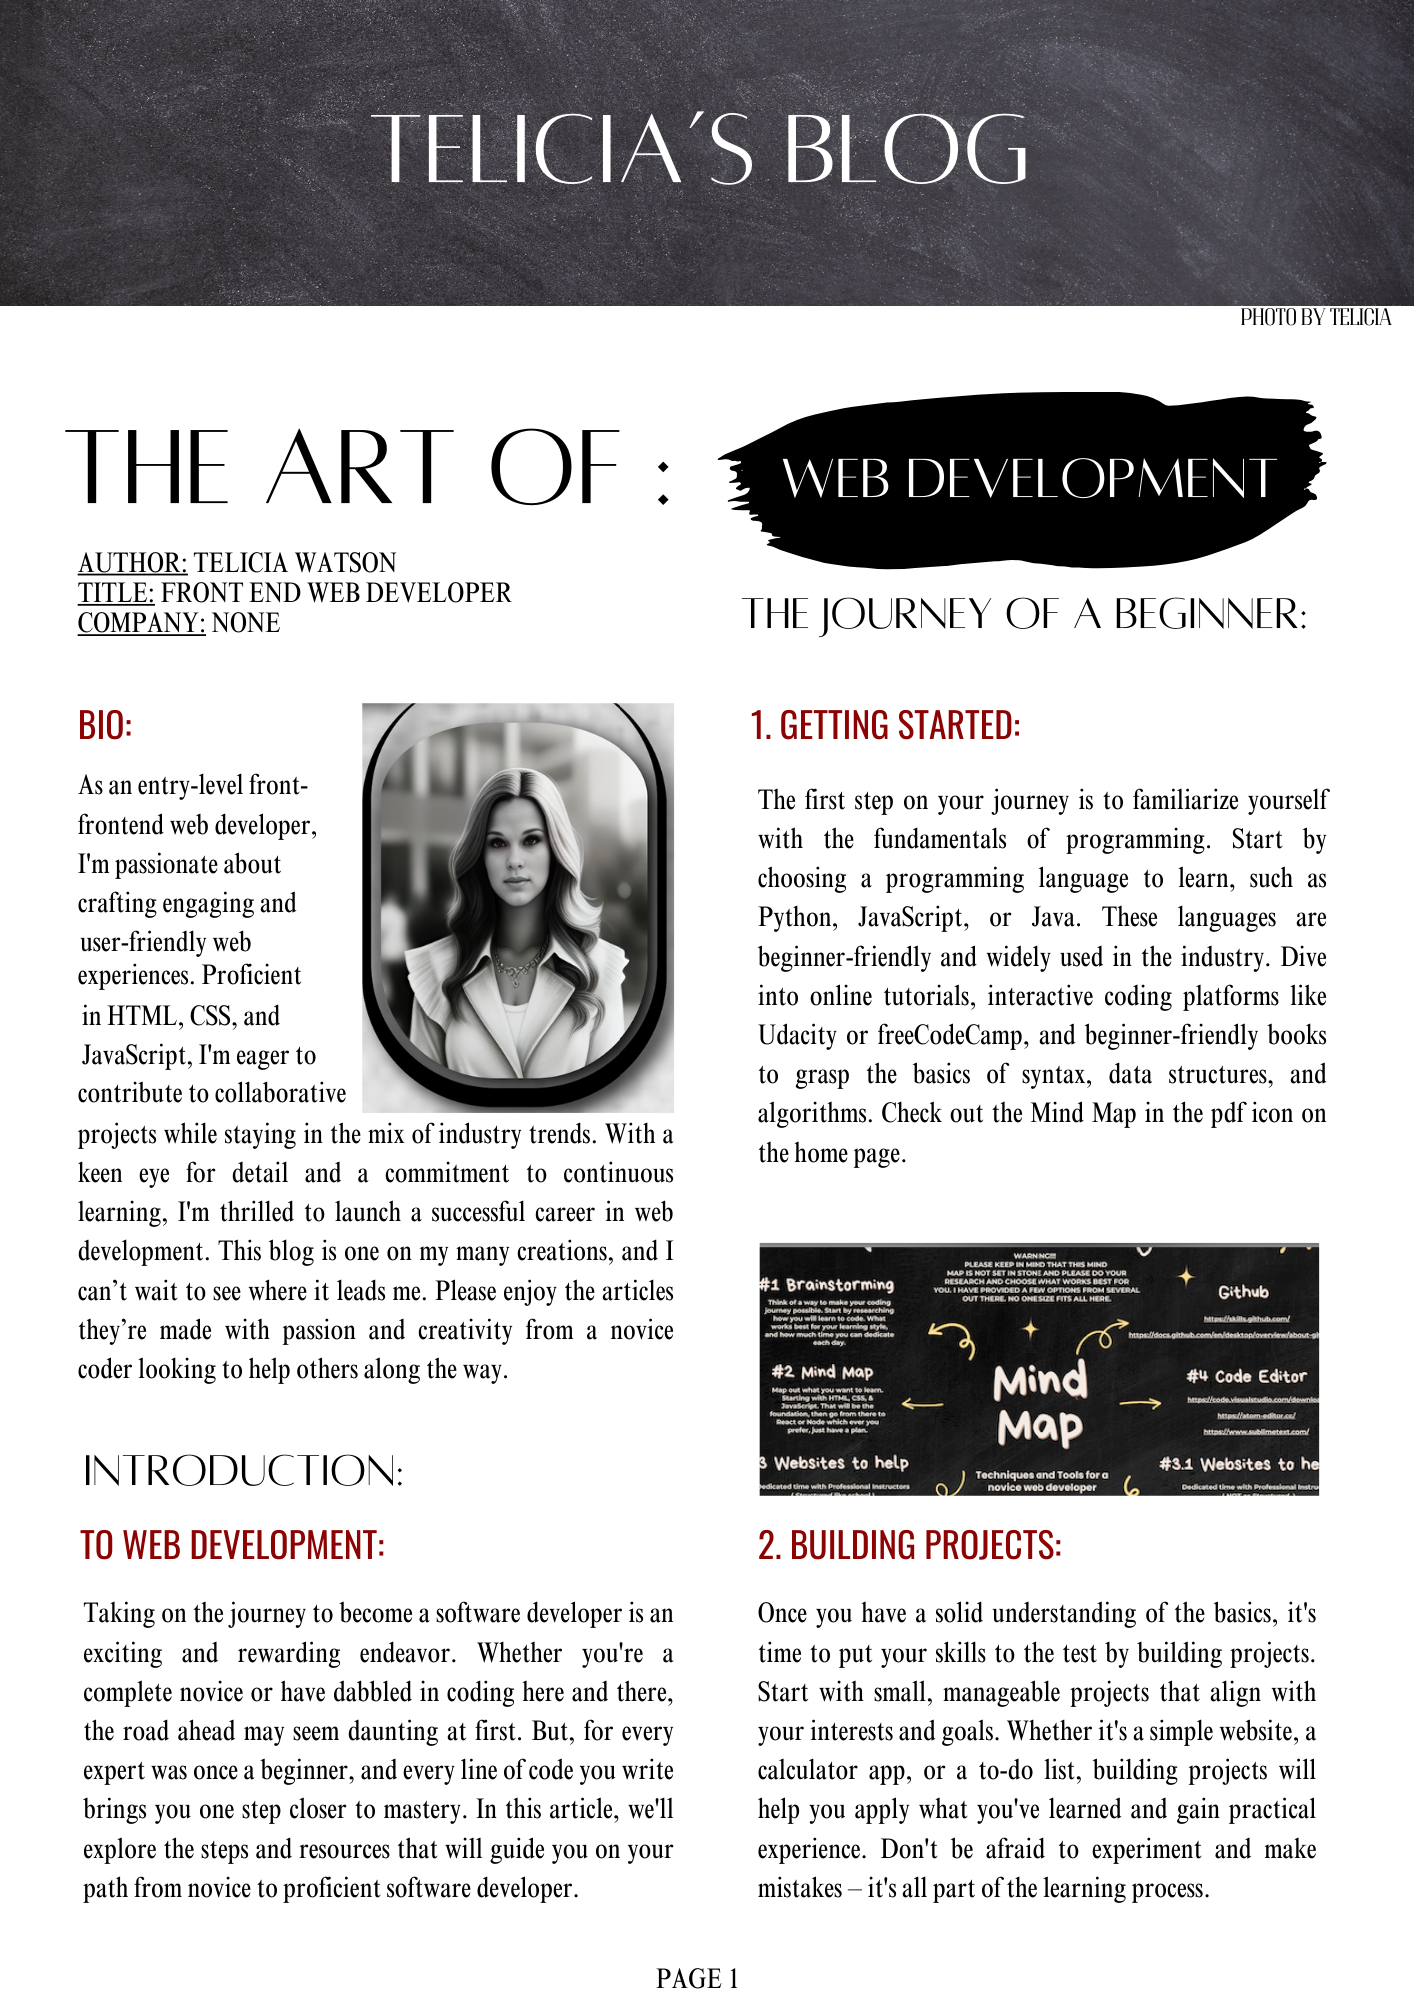 TELICIA'S BLOG
PHOTO BY TELICIA
THE ART OF :
WEB DEVELOPMENT
AUTHOR: TELICIA WATSON
TITLE: FRONT END WEB DEVELOPER
COMPANY: NONE
BIO:
As an entry-level front-
frontend web developer,
I'm passionate about
crafting engaging and
user-friendly web
experiences. Proficient
in HTML, CSS, and
JavaScript, I'm eager to
contribute to collaborative
projects while staying in the mix of industry trends. With a
keen eye for detail and a commitment to continuous
learning, I'm thrilled to launch a successful career in web
development. This blog is one on my many creations, and I
can't wait to see where it leads me. Please enjoy the articles
they're made with passion and creativity from a novice
coder looking to help others along the way.
INTRODUCTION:
TO WEB DEVELOPMENT:
Taking on the journey to become a software developer is an
exciting and rewarding endeavor. Whether you're a
complete novice or have dabbled in coding here and there,
the road ahead may seem daunting at first. But, for every
expert was once a beginner, and every line of code you write
brings you one step closer to mastery. In this article, we'll
explore the steps and resources that will guide you on your
path from novice to proficient software developer.
THE JOURNEY OF A BEGINNER:
1. GETTING STARTED:
The first step on your journey is to familiarize yourself
with the fundamentals of programming. Start by
choosing a programming language to learn, such as
Python, JavaScript, or Java. These languages are
beginner-friendly and widely used in the industry. Dive
into online tutorials, interactive coding platforms like
Udacity or freeCodeCamp, and beginner-friendly books
to grasp the basics of syntax, data structures, and
algorithms. Check out the Mind Map in the pdf icon on
the home page.
WARNNG!!!
PLEASE KEEP IN MIND THAT THIS MIND
MAP IS NOT SET IN STONE AND PLEASE DO YOUR
RESEARCH AND CHOOSE WHAT WORKS BEST FOR
YOU. I HAVE PROVIDED A FEW OPTIONS FROM SEVERAL
OUT THERE. NO ONE SIZE FITS ALL HERE.
#1 Brainstorming
Think of a way to make your coding
journey possible. Start by researching
how you will learn to code. What
works best for your learning style,
and how much time you can dedicate
each day.
#2 Mind Map
Map out what you want to learn.
Starting with HTML, CSS, &
JavaScript. That will be the
foundation, then go from there to
React or Node which ever you
prefer, just have a plan.
3 Websites to help
edicated time with Professional Instructors
( Structured like school )
Mind
Map
Techniques and Tools for a
novice web developer
Github
https://skills.github.com/
https://docs.github.com/en/desktop/overview/about-gi
#4 Code Editor
https://code.visualstudio.com/downloa
https://atom-editor.cc/
https://www.sublimetext.com/
#3.1 Websites to he
Dedicated time with Professional Instru
( NOT so Structured )
2. BUILDING PROJECTS:
Once you have a solid understanding of the basics, it's
time to put your skills to the test by building projects.
Start with small, manageable projects that align with
your interests and goals. Whether it's a simple website, a
calculator app, or a to-do list, building projects will
help you apply what you've learned and gain practical
experience. Don't be afraid to experiment and make
mistakes – it's all part of the learning process.
PAGE 1